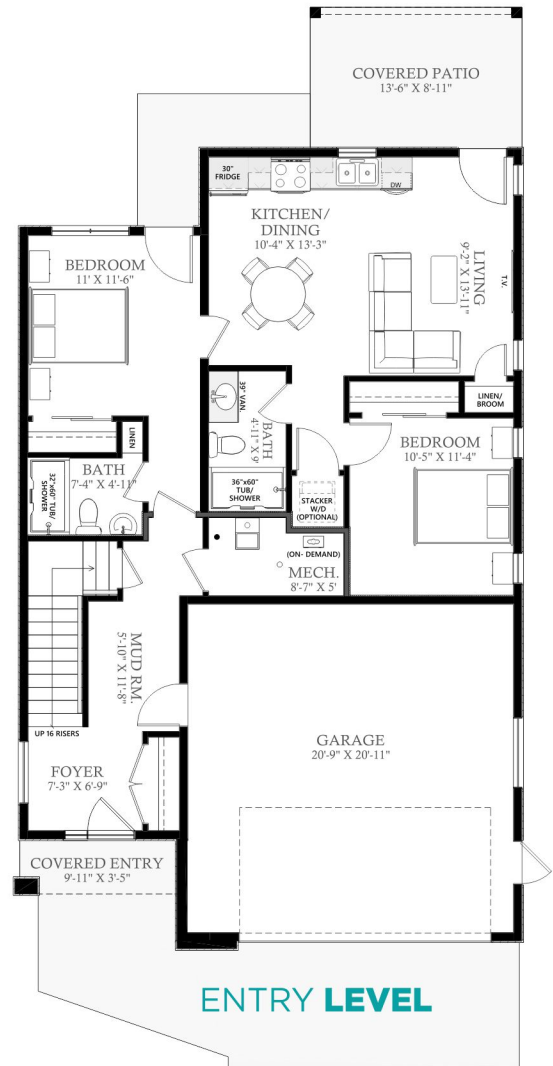 COVERED PATIO
13'-6" X 8'-11"
30"
FRIDGE
DW
KITCHEN/
DINING
10'-4" X 13'-3"
LIVING
9'-2" X 13'-11"
T.V.
BEDROOM
11' X 11'-6"
39" VAN.
BATH
4'-11" X 9'
LINEN/
BROOM
LINEN
BEDROOM
10'-5" X 11'-4"
BATH
7'-4" X 4'-11"
32"x60" TUB/
SHOWER
36"x60"
TUB/
SHOWER
STACKER
W/D
(OPTIONAL)
(ON- DEMAND)
MECH.
8'-7" X 5'
MUD RM.
5'-10" X 11'-8"
UP 16 RISERS
GARAGE
20'-9" X 20'-11"
FOYER
7'-3" X 6'-9"
COVERED ENTRY
9'-11" X 3'-5"
ENTRY LEVEL